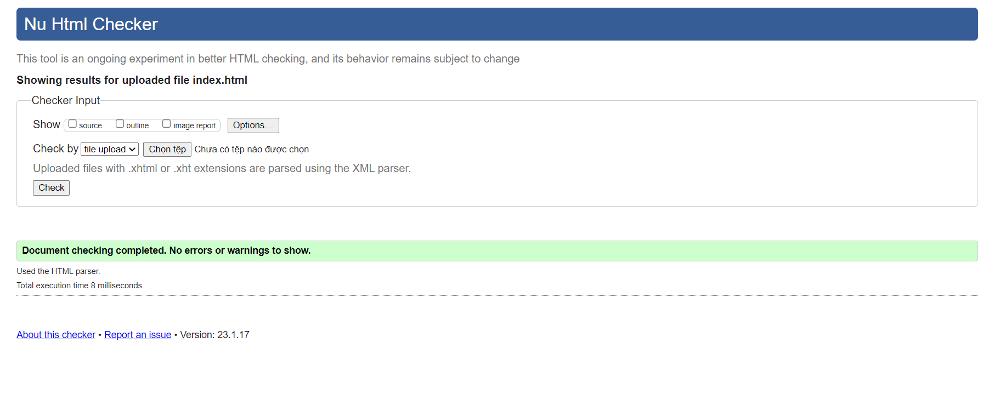 Nu Html Checker
This tool is an ongoing experiment in better HTML checking, and its behavior remains subject to change
Showing results for uploaded file index.html
Checker Input
Show source outline image report Options…
Check by file upload Chọn tệp Chưa có tệp nào được chọn
Uploaded files with .xhtml or .xht extensions are parsed using the XML parser.
Check
Document checking completed. No errors or warnings to show.
Used the HTML parser.
Total execution time 8 milliseconds.
About this checker • Report an issue • Version: 23.1.17